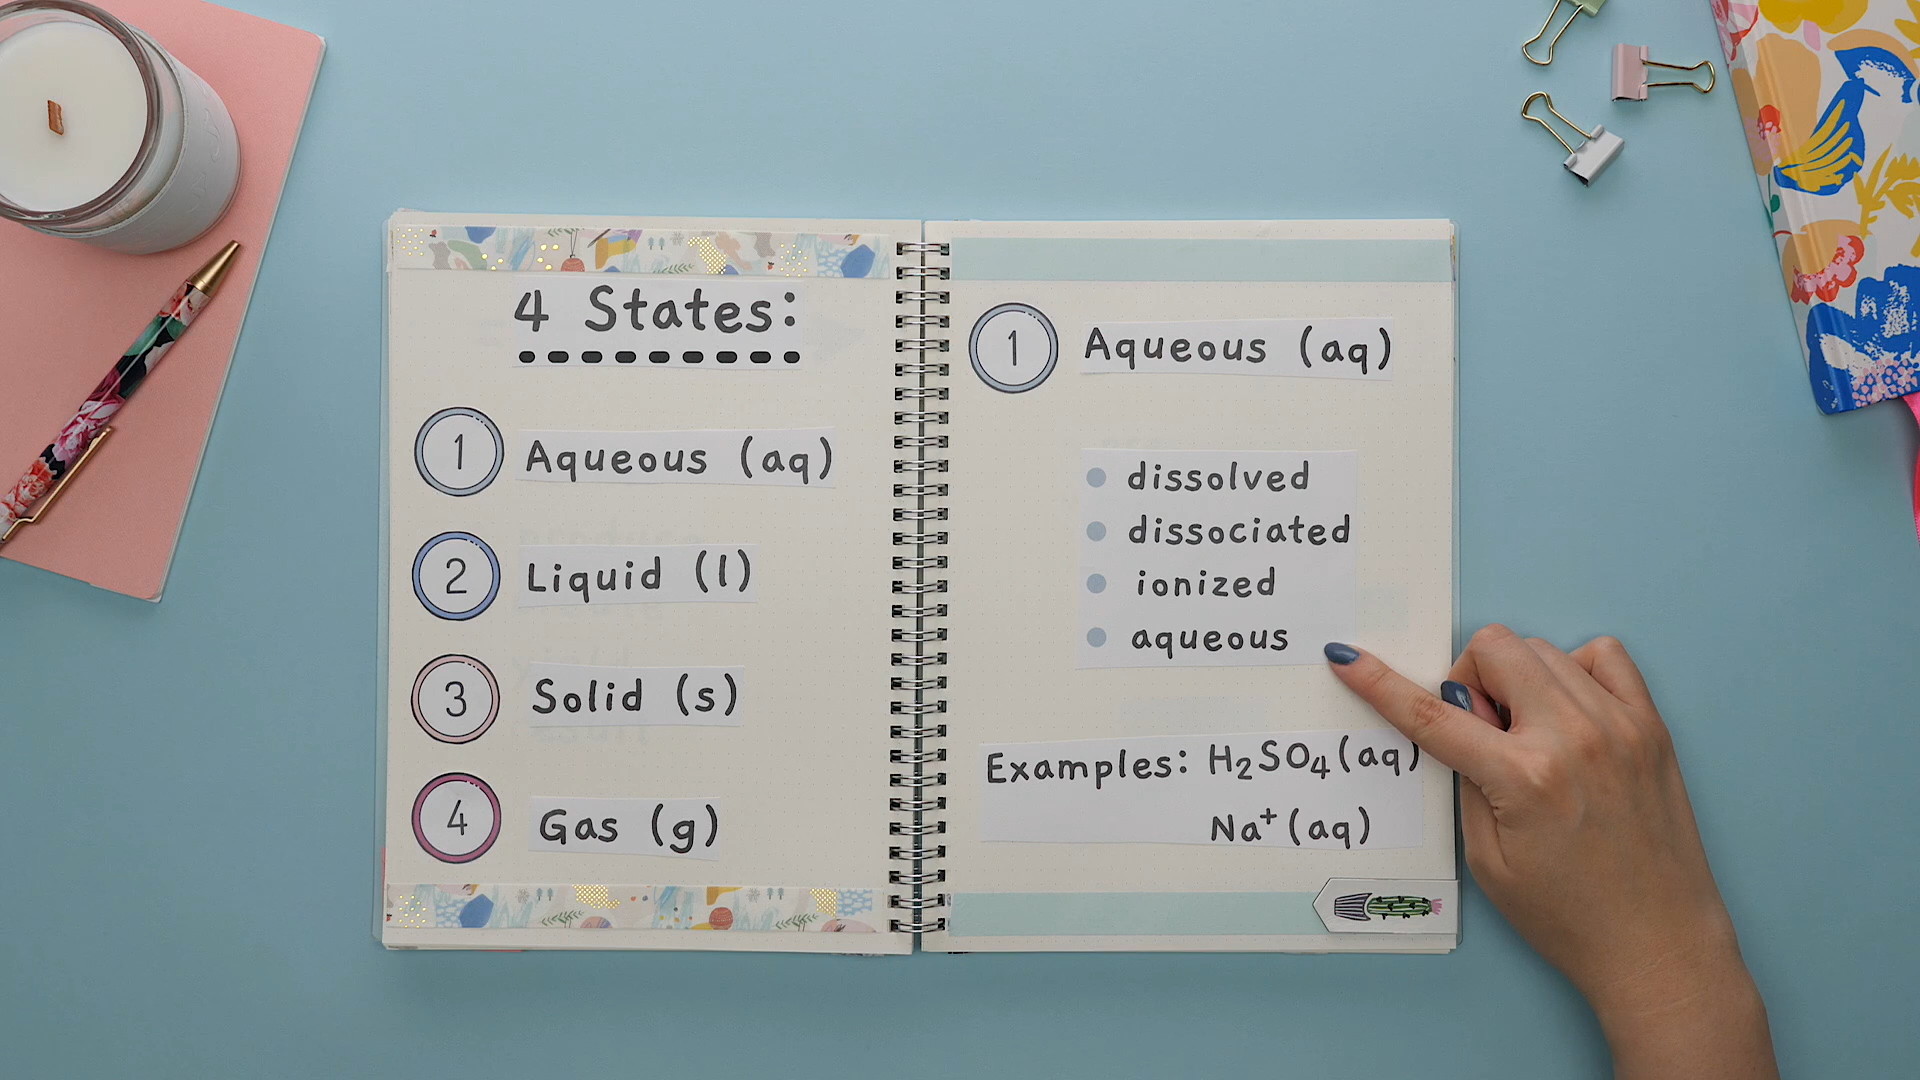 4 States:
1 Aqueous (aq)
2 Liquid (l)
3 Solid (s)
4 Gas (g)
1 Aqueous (aq)
dissolved
dissociated
ionized
aqueous
Examples: H₂SO₄(aq)
Na⁺(aq)